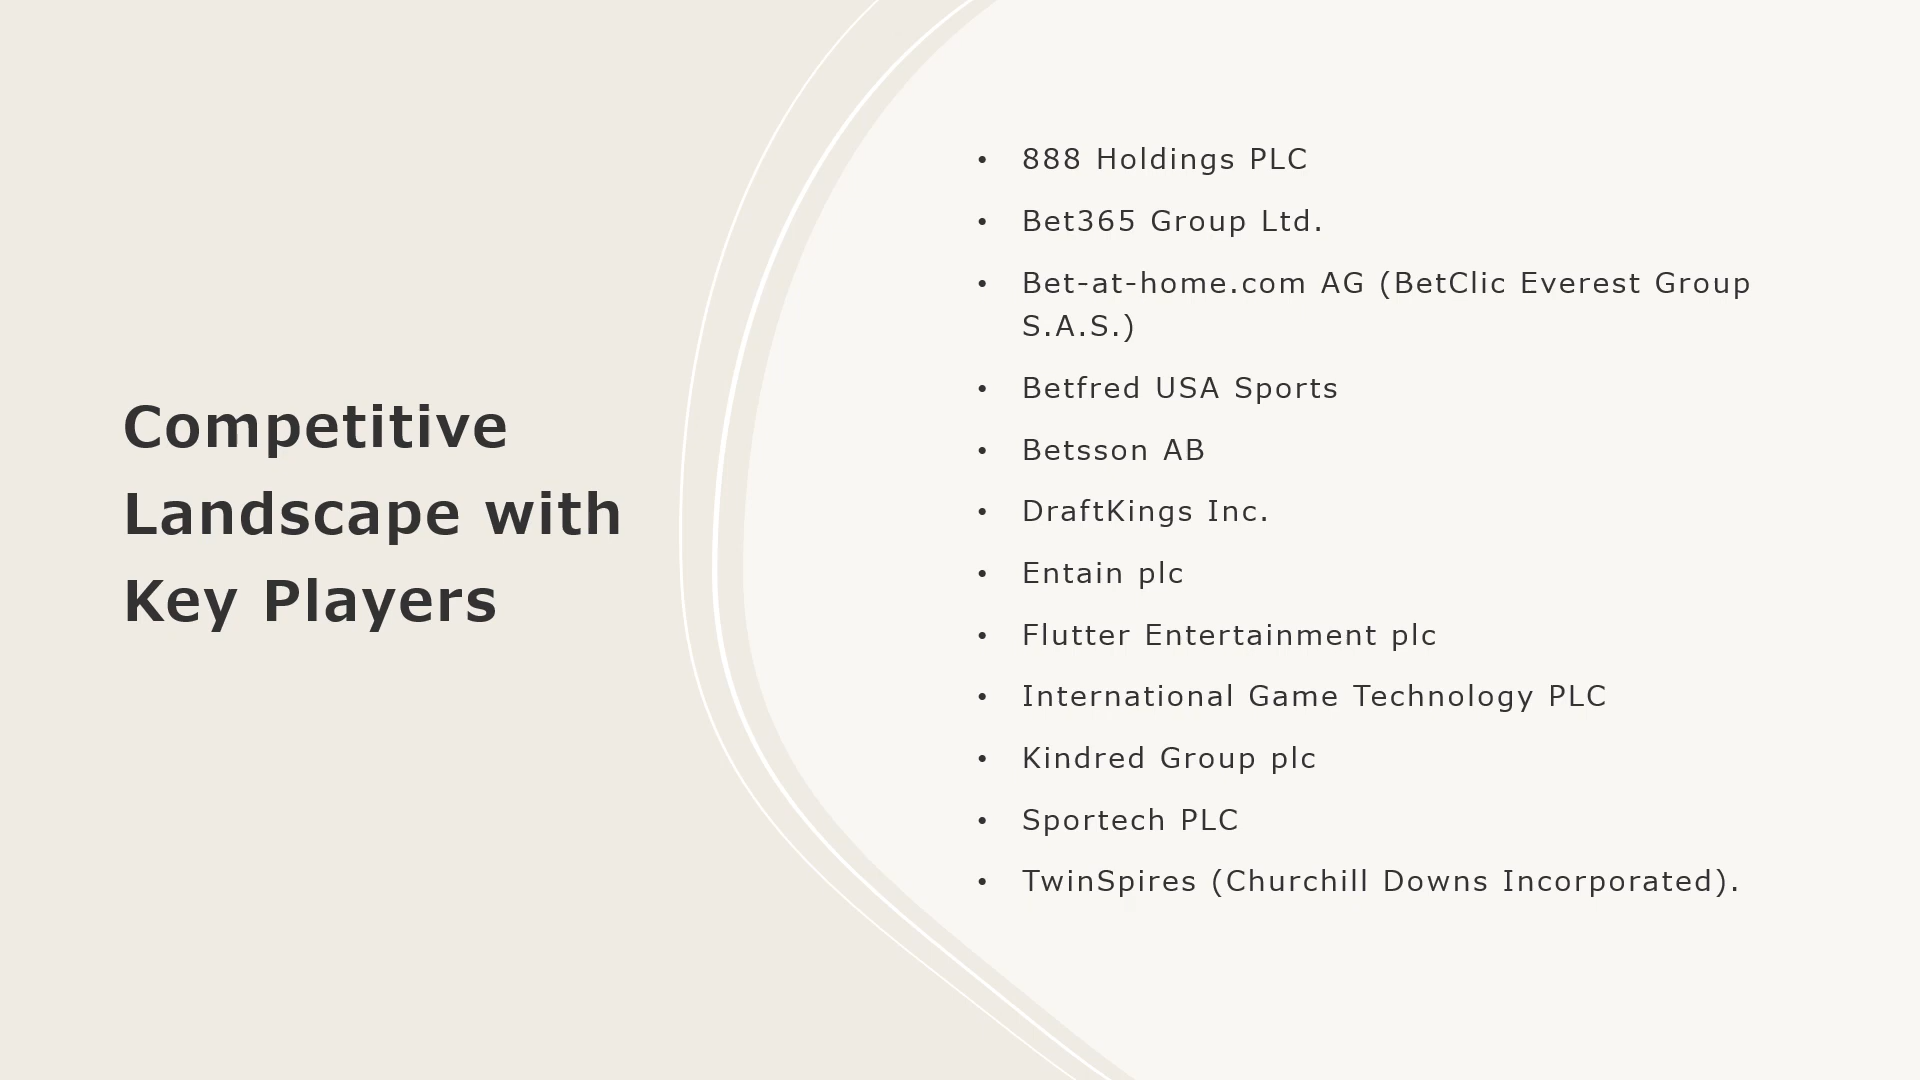 Competitive
Landscape with
Key Players
• 888 Holdings PLC
• Bet365 Group Ltd.
• Bet-at-home.com AG (BetClic Everest Group
S.A.S.)
• Betfred USA Sports
• Betsson AB
• DraftKings Inc.
• Entain plc
• Flutter Entertainment plc
• International Game Technology PLC
• Kindred Group plc
• Sportech PLC
• TwinSpires (Churchill Downs Incorporated).